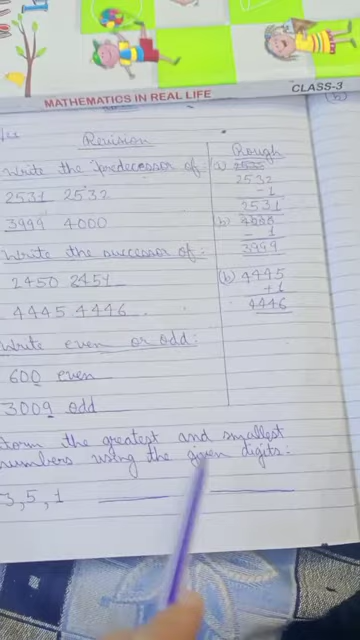 MATHEMATICS IN REAL LIFE
CLASS-3
Revision
Write the predecessor of:
2531 2532
3999 4000
Write the successor of:
2450 2451
4445 4446
Write even or odd:
600 even
3009 odd
Form the greatest and smallest
numbers using the given digits:
3, 5, 1
Rough
(a)
2532
-1
2531
(b)
1
3999
(b) 4445
+1
4446